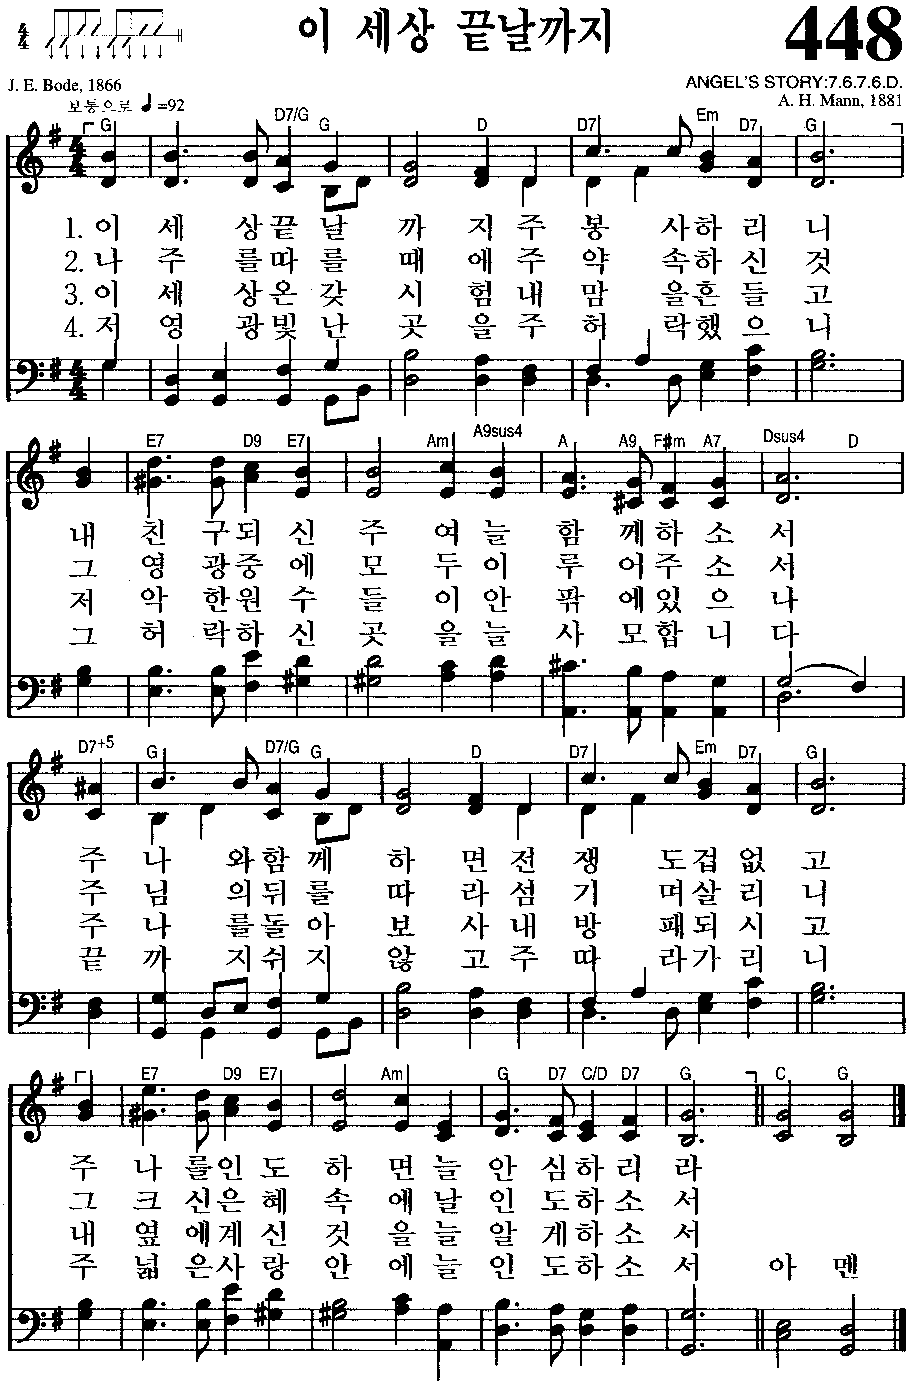 4/4 이 세상 끝날까지 448
J. E. Bode, 1866 ANGEL'S STORY:7.6.7.6.D.
보통으로 ♩=92 A. H. Mann, 1881
G D7/G G D D7 Em D7 G
1. 이 세 상 끝 날 까 지 주 봉 사 하 리 니
2. 나 주 를 따 를 때 에 주 약 속 하 신 것
3. 이 세 상 온 갖 시 험 내 맘 을 흔 들 고
4. 저 영 광 빛 난 곳 을 주 허 락 했 으 니
E7 D9 E7 Am A9sus4 A A9 F#m A7 Dsus4 D
내 친 구 되 신 주 여 늘 함 께 하 소 서
그 영 광 중 에 모 두 이 루 어 주 소 서
저 악 한 원 수 들 이 안 팎 에 있 으 나
그 허 락 하 신 곳 을 늘 사 모 합 니 다
D7+5 G D7/G G D D7 Em D7 G
주 나 와 함 께 하 면 전 쟁 도 겁 없 고
주 님 의 뒤 를 따 라 섬 기 며 살 리 니
주 나 를 돌 아 보 사 내 방 패 되 시 고
끝 까 지 쉬 지 않 고 주 따 라 가 리 니
E7 D9 E7 Am G D7 C/D D7 G C G
주 나 를 인 도 하 면 늘 안 심 하 리 라
그 크 신 은 혜 속 에 날 인 도 하 소 서
내 옆 에 계 신 것 을 늘 알 게 하 소 서
주 넓 은 사 랑 안 에 늘 인 도 하 소 서 아 멘